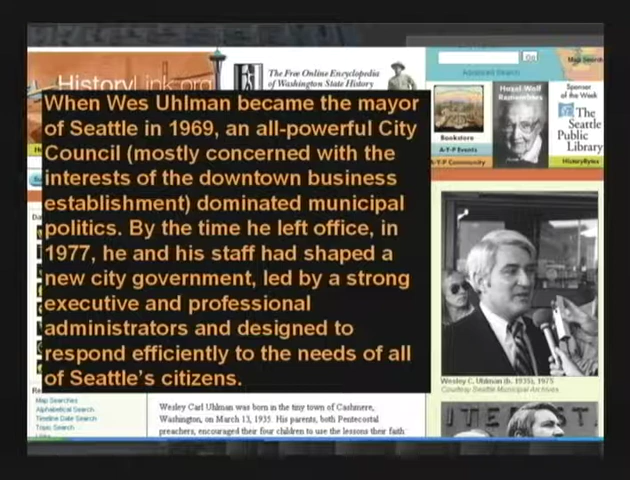 HistoryLink.org
The Free Online Encyclopedia
of Washington State History
Go
Advanced Search
Map Search
Hazel Wolf
Remembers
Sponsor
of the Week
The
Seattle
Public
Library
Bookstore
A-Y-P Events
A-Y-P Community
HistoryBytes
When Wes Uhlman became the mayor
of Seattle in 1969, an all-powerful City
Council (mostly concerned with the
interests of the downtown business
establishment) dominated municipal
politics. By the time he left office, in
1977, he and his staff had shaped a
new city government, led by a strong
executive and professional
administrators and designed to
respond efficiently to the needs of all
of Seattle's citizens.
Wesley C. Uhlman (b. 1935), 1975
Courtesy Seattle Municipal Archives
Map Searches
Alphabetical Search
Timeline Date Search
Topic Search
Wesley Carl Uhlman was born in the tiny town of Cashmere,
Washington, on March 13, 1935. His parents, both Pentecostal
preachers, encouraged their four children to use the lessons their faith